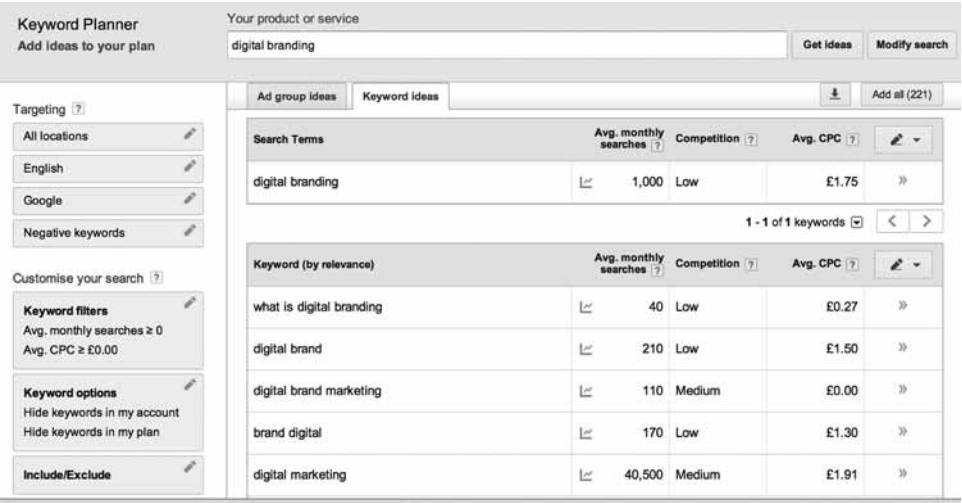 Keyword Planner
Add ideas to your plan
Your product or service
digital branding
Get ideas
Modify search
Targeting ?
All locations
English
Google
Negative keywords
Customise your search ?
Keyword filters
Avg. monthly searches ≥ 0
Avg. CPC ≥ £0.00
Keyword options
Hide keywords in my account
Hide keywords in my plan
Include/Exclude
Ad group ideas
Keyword ideas
Add all (221)
Search Terms
Avg. monthly searches ?
Competition ?
Avg. CPC ?
digital branding 1,000 Low £1.75 »
1 - 1 of 1 keywords
Keyword (by relevance)
Avg. monthly searches ?
Competition ?
Avg. CPC ?
what is digital branding 40 Low £0.27 »
digital brand 210 Low £1.50 »
digital brand marketing 110 Medium £0.00 »
brand digital 170 Low £1.30 »
digital marketing 40,500 Medium £1.91 »